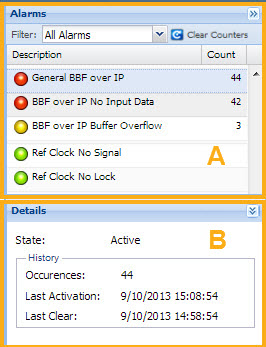 Alarms
Filter: All Alarms Clear Counters
Description Count
General BBF over IP 44
BBF over IP No Input Data 42
BBF over IP Buffer Overflow 3
Ref Clock No Signal
A
Ref Clock No Lock
Details
State: Active
B
History
Occurences: 44
Last Activation: 9/10/2013 15:08:54
Last Clear: 9/10/2013 14:58:54